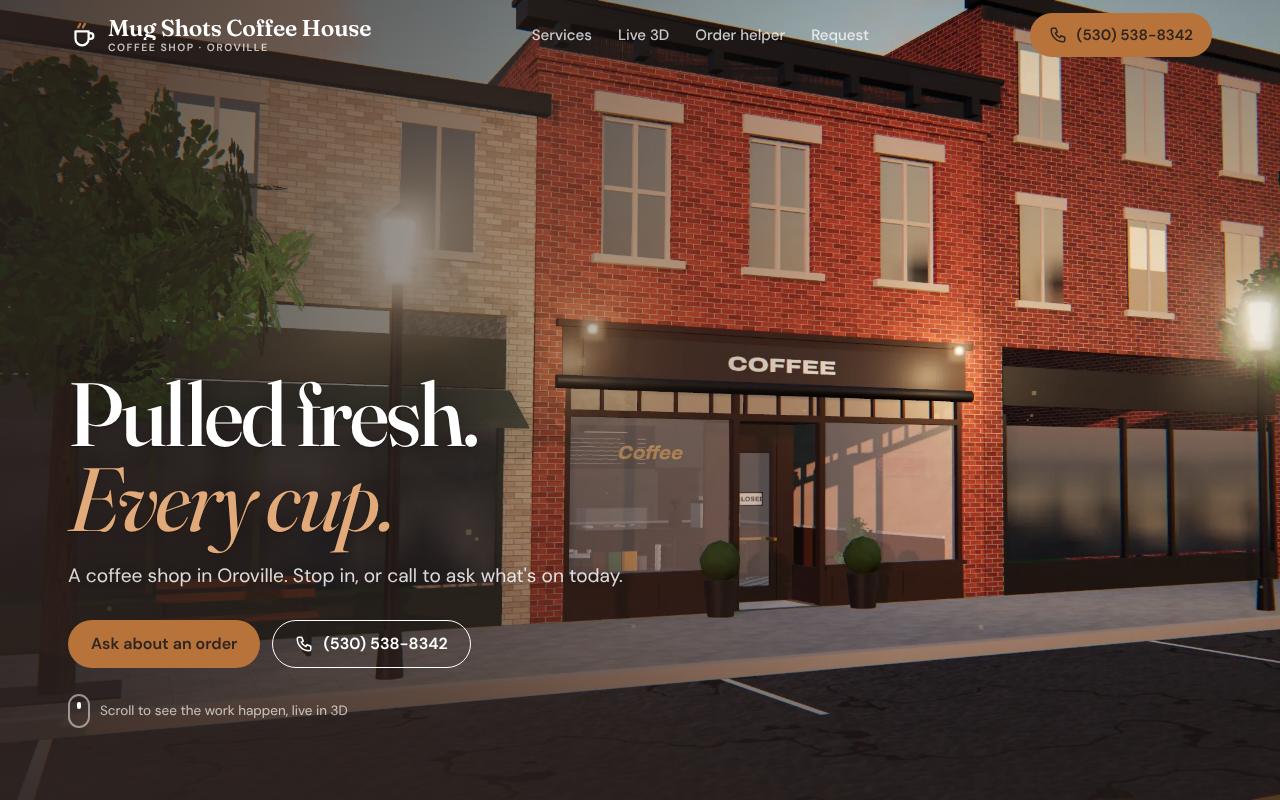 Mug Shots Coffee House
COFFEE SHOP · OROVILLE
Services
Live 3D
Order helper
Request
(530) 538-8342
COFFEE
Coffee
LOSED
Pulled fresh.
Every cup.
A coffee shop in Oroville. Stop in, or call to ask what's on today.
Ask about an order
(530) 538-8342
Scroll to see the work happen, live in 3D